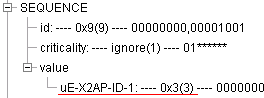 SEQUENCE
id: ---- 0x9(9) ---- 00000000,00001001
criticality: ---- ignore(1) ---- 01******
value
uE-X2AP-ID-1: ---- 0x3(3) ---- 0000000